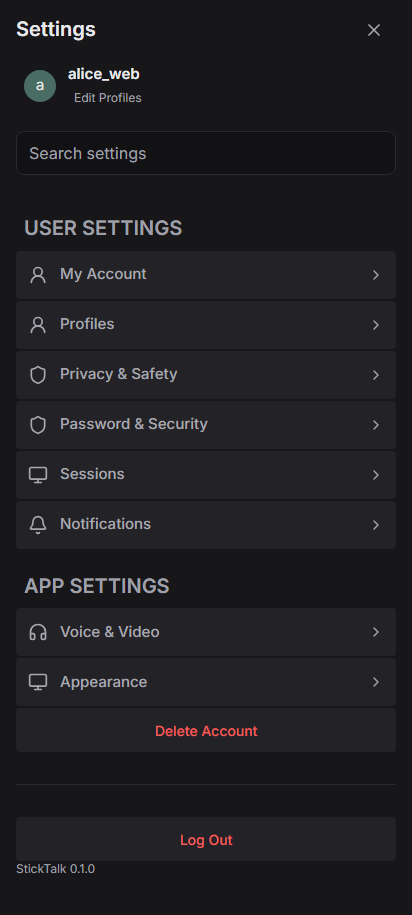 Settings
a
alice_web
Edit Profiles
Search settings
USER SETTINGS
My Account
Profiles
Privacy & Safety
Password & Security
Sessions
Notifications
APP SETTINGS
Voice & Video
Appearance
Delete Account
Log Out
StickTalk 0.1.0